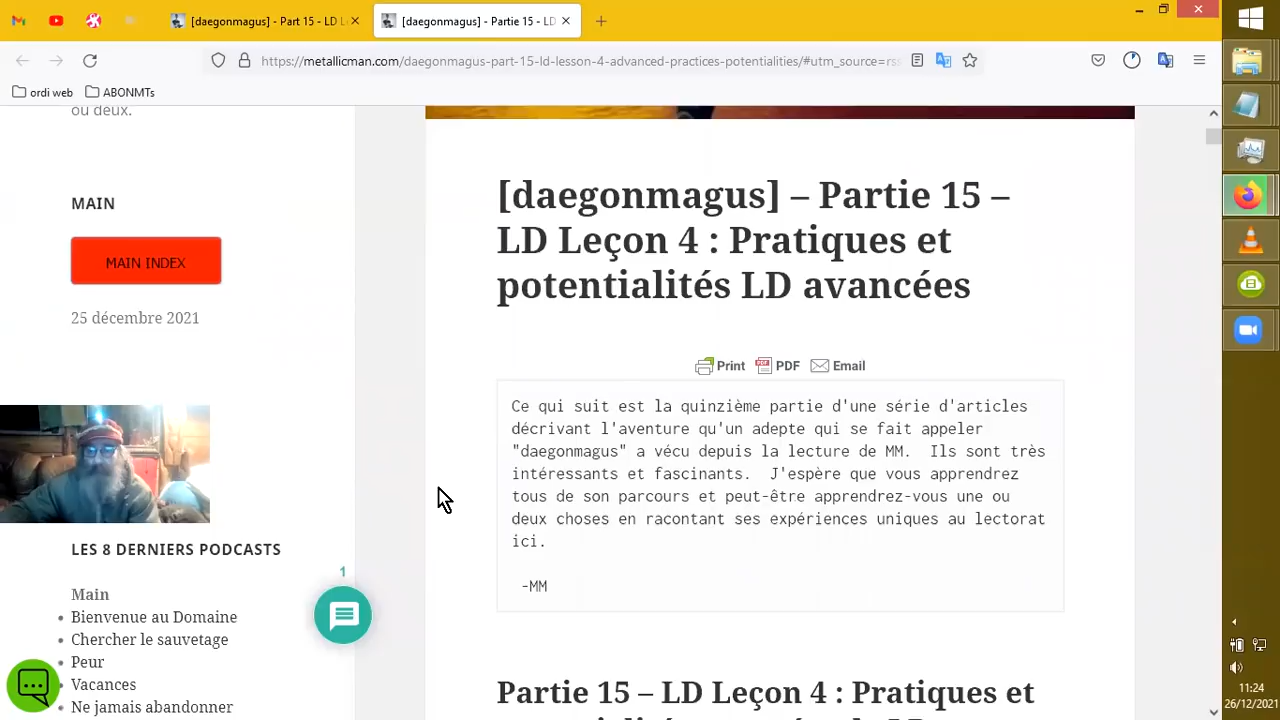 [daegonmagus] - Part 15 - LD L
[daegonmagus] - Partie 15 - LD
https://metallicman.com/daegonmagus-part-15-ld-lesson-4-advanced-practices-potentialities/#utm_source=rss
ordi web
ABONMTs
ou deux.
MAIN
MAIN INDEX
25 décembre 2021
LES 8 DERNIERS PODCASTS
Main
Bienvenue au Domaine
Chercher le sauvetage
Peur
Vacances
Ne jamais abandonner
1
[daegonmagus] – Partie 15 –
LD Leçon 4 : Pratiques et
potentialités LD avancées
Print PDF Email
Ce qui suit est la quinzième partie d'une série d'articles
décrivant l'aventure qu'un adepte qui se fait appeler
"daegonmagus" a vécu depuis la lecture de MM. Ils sont très
intéressants et fascinants. J'espère que vous apprendrez
tous de son parcours et peut-être apprendrez-vous une ou
deux choses en racontant ses expériences uniques au lectorat
ici.
-MM
Partie 15 – LD Leçon 4 : Pratiques et
11:24
26/12/2021